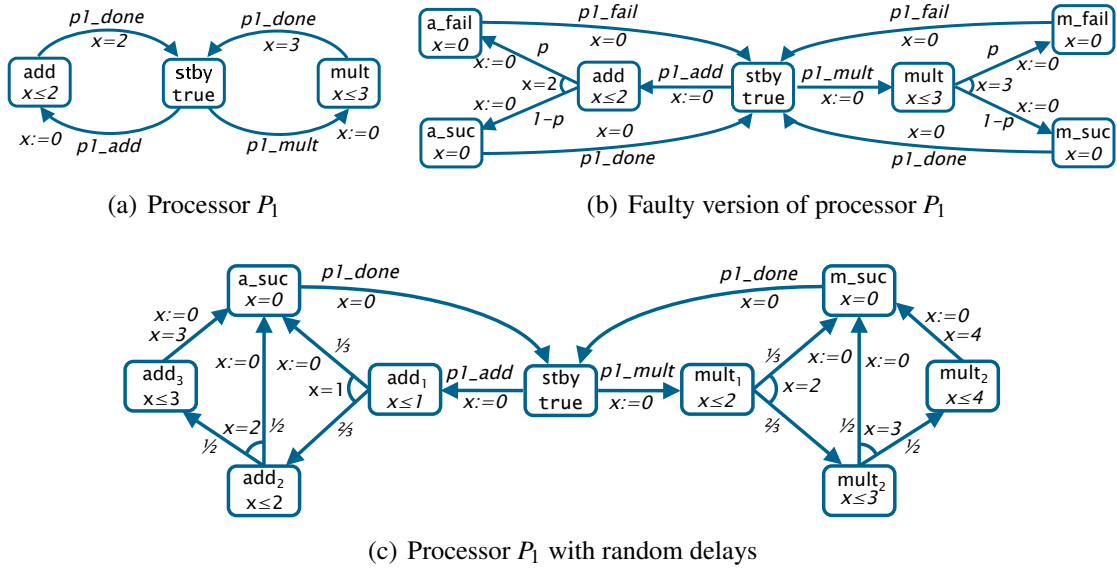 p1_done
x=2
p1_done
x=3
add
x≤2
stby
true
mult
x≤3
x:=0
p1_add
p1_mult
x:=0
(a) Processor P1
a_fail
x=0
p1_fail
x=0
p1_fail
x=0
m_fail
x=0
p
x:=0
x=2
add
x≤2
p1_add
x:=0
stby
true
p1_mult
x:=0
mult
x≤3
p
x:=0
x=3
x:=0
1-p
a_suc
x=0
x=0
p1_done
x=0
p1_done
x:=0
1-p
m_suc
x=0
(b) Faulty version of processor P1
a_suc
x=0
p1_done
x=0
p1_done
x=0
m_suc
x=0
x:=0
x=3
x:=0
x:=0
⅓
add3
x≤3
x=1
add1
x≤1
p1_add
x:=0
stby
true
p1_mult
x:=0
mult1
x≤2
⅓
x=2
x:=0
x:=0
x:=0
x=4
mult2
x≤4
½
x=2
½
⅔
add2
x≤2
⅔
½
x=3
½
mult2
x≤3
(c) Processor P1 with random delays